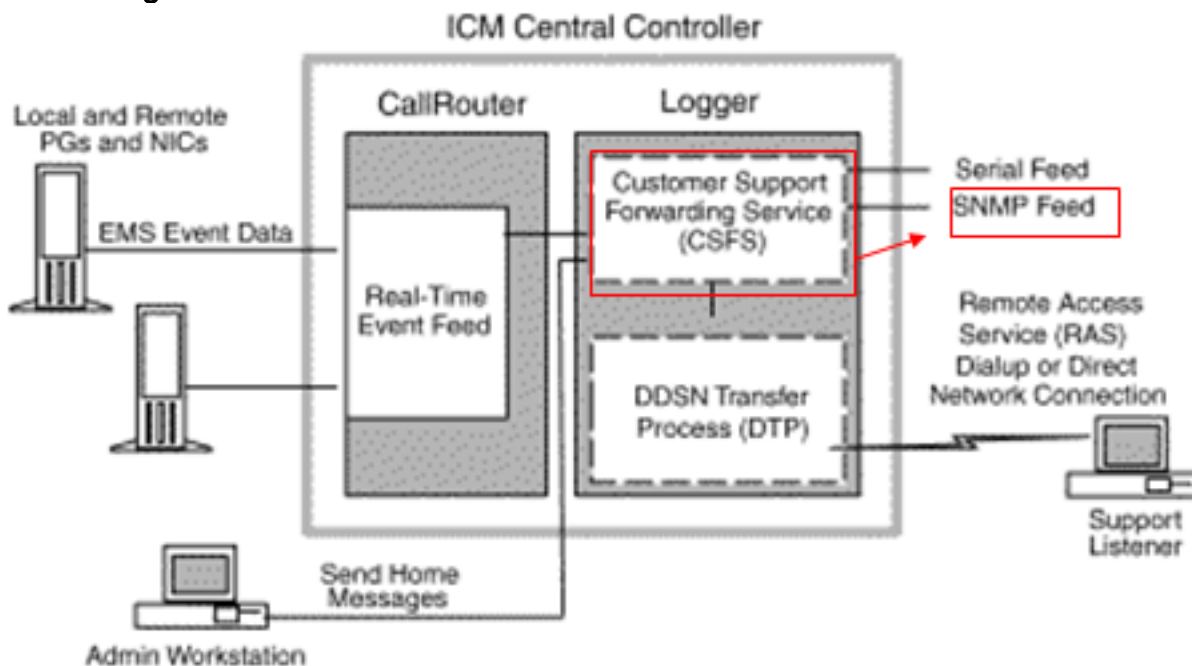 ICM Central Controller
CallRouter
Logger
Local and Remote
PGs and NICs
EMS Event Data
Real-Time
Event Feed
Customer Support
Forwarding Service
(CSFS)
Serial Feed
SNMP Feed
DDSN Transfer
Process (DTP)
Remote Access
Service (RAS)
Dialup or Direct
Network Connection
Support
Listener
Send Home
Messages
Admin Workstation